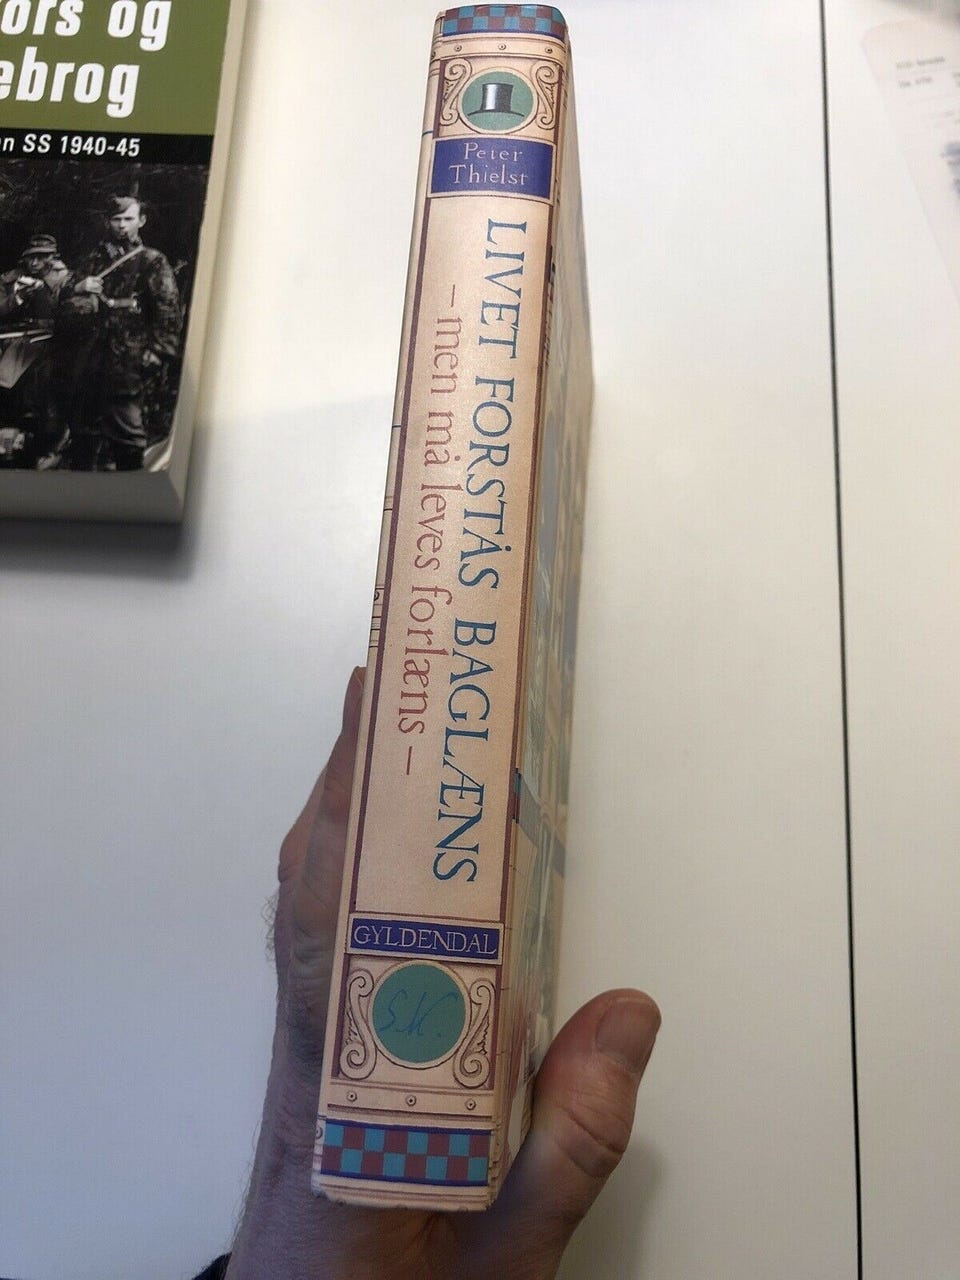 ors og
ebrog
n SS 1940-45
Peter
Thielst
LIVET FORSTÅS BAGLÆNS
– men må leves forlæns –
GYLDENDAL
S.K.